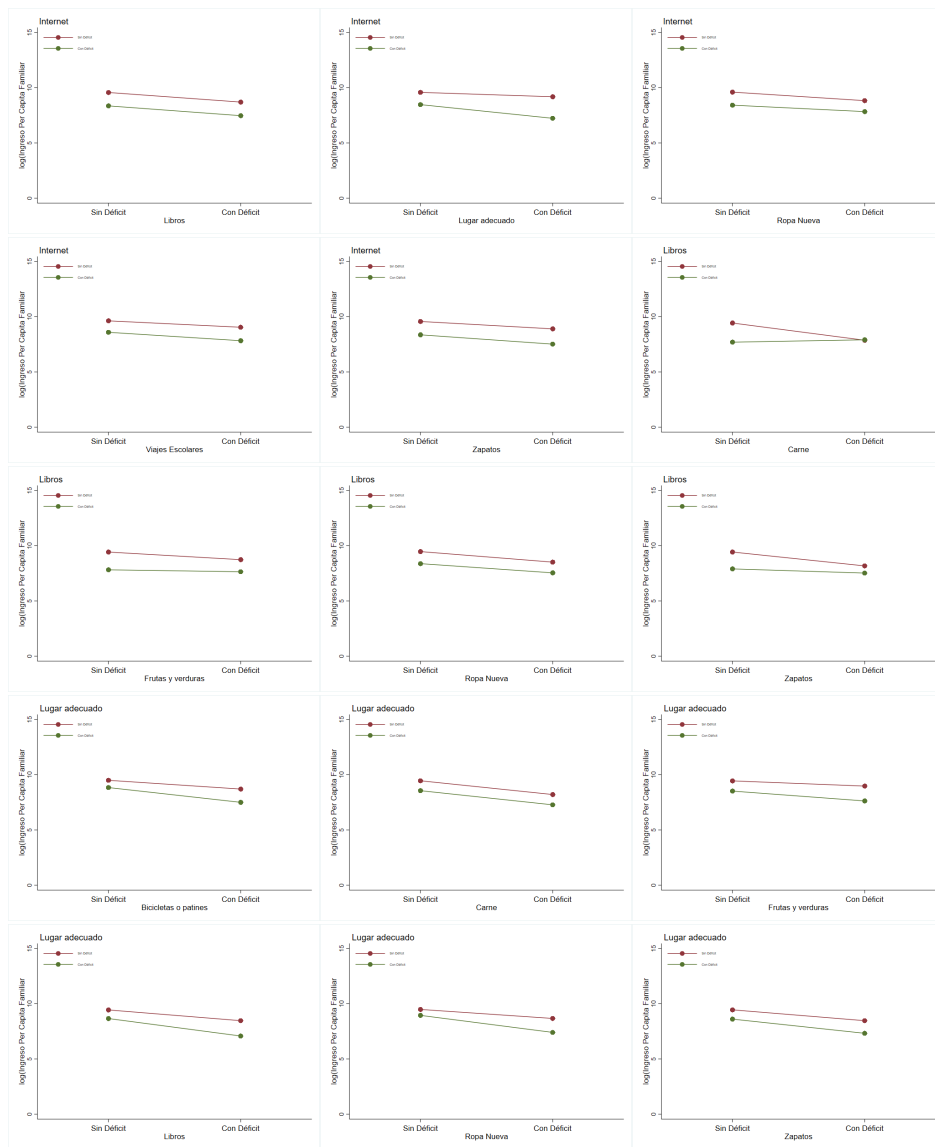 Internet
Sin Déficit
Con Déficit
log(Ingreso Per Capita Familiar)
15
10
5
0
Sin Déficit Con Déficit
Libros
Internet
Sin Déficit
Con Déficit
log(Ingreso Per Capita Familiar)
15
10
5
0
Sin Déficit Con Déficit
Lugar adecuado
Internet
Sin Déficit
Con Déficit
log(Ingreso Per Capita Familiar)
15
10
5
0
Sin Déficit Con Déficit
Ropa Nueva
Internet
Sin Déficit
Con Déficit
log(Ingreso Per Capita Familiar)
15
10
5
0
Sin Déficit Con Déficit
Viajes Escolares
Internet
Sin Déficit
Con Déficit
log(Ingreso Per Capita Familiar)
15
10
5
0
Sin Déficit Con Déficit
Zapatos
Libros
Sin Déficit
Con Déficit
log(Ingreso Per Capita Familiar)
15
10
5
0
Sin Déficit Con Déficit
Carne
Libros
Sin Déficit
Con Déficit
log(Ingreso Per Capita Familiar)
15
10
5
0
Sin Déficit Con Déficit
Frutas y verduras
Libros
Sin Déficit
Con Déficit
log(Ingreso Per Capita Familiar)
15
10
5
0
Sin Déficit Con Déficit
Ropa Nueva
Libros
Sin Déficit
Con Déficit
log(Ingreso Per Capita Familiar)
15
10
5
0
Sin Déficit Con Déficit
Zapatos
Lugar adecuado
Sin Déficit
Con Déficit
log(Ingreso Per Capita Familiar)
15
10
5
0
Sin Déficit Con Déficit
Bicicletas o patines
Lugar adecuado
Sin Déficit
Con Déficit
log(Ingreso Per Capita Familiar)
15
10
5
0
Sin Déficit Con Déficit
Carne
Lugar adecuado
Sin Déficit
Con Déficit
log(Ingreso Per Capita Familiar)
15
10
5
0
Sin Déficit Con Déficit
Frutas y verduras
Lugar adecuado
Sin Déficit
Con Déficit
log(Ingreso Per Capita Familiar)
15
10
5
0
Sin Déficit Con Déficit
Libros
Lugar adecuado
Sin Déficit
Con Déficit
log(Ingreso Per Capita Familiar)
15
10
5
0
Sin Déficit Con Déficit
Ropa Nueva
Lugar adecuado
Sin Déficit
Con Déficit
log(Ingreso Per Capita Familiar)
15
10
5
0
Sin Déficit Con Déficit
Zapatos